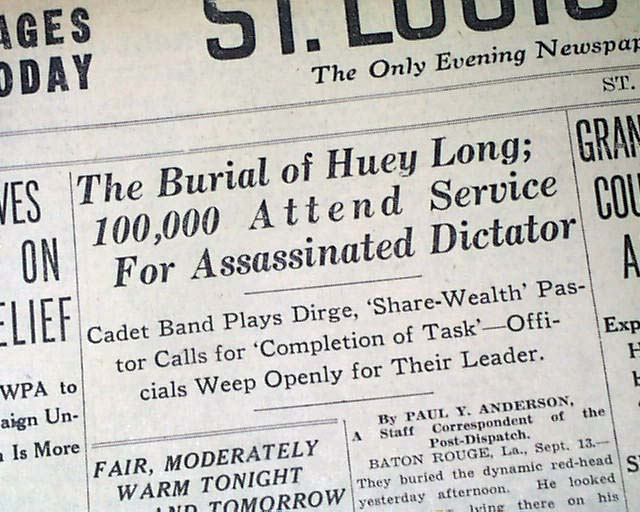 AGES
ODAY
ST. LOUIS
The Only Evening Newspap
ST.
VES
ON
ELIEF
WPA to
aign Un-
n Is More
The Burial of Huey Long;
100,000 Attend Service
For Assassinated Dictator
Cadet Band Plays Dirge, 'Share-Wealth' Pas-
tor Calls for 'Completion of Task'—Offi-
cials Weep Openly for Their Leader.
FAIR, MODERATELY
WARM TONIGHT
AND TOMORROW
By PAUL Y. ANDERSON,
A Staff Correspondent of the
Post-Dispatch.
BATON ROUGE, La., Sept. 13.—
They buried the dynamic red-head
yesterday afternoon. He looked
lying there on his
GRAN
COU
A
Exp
H
S